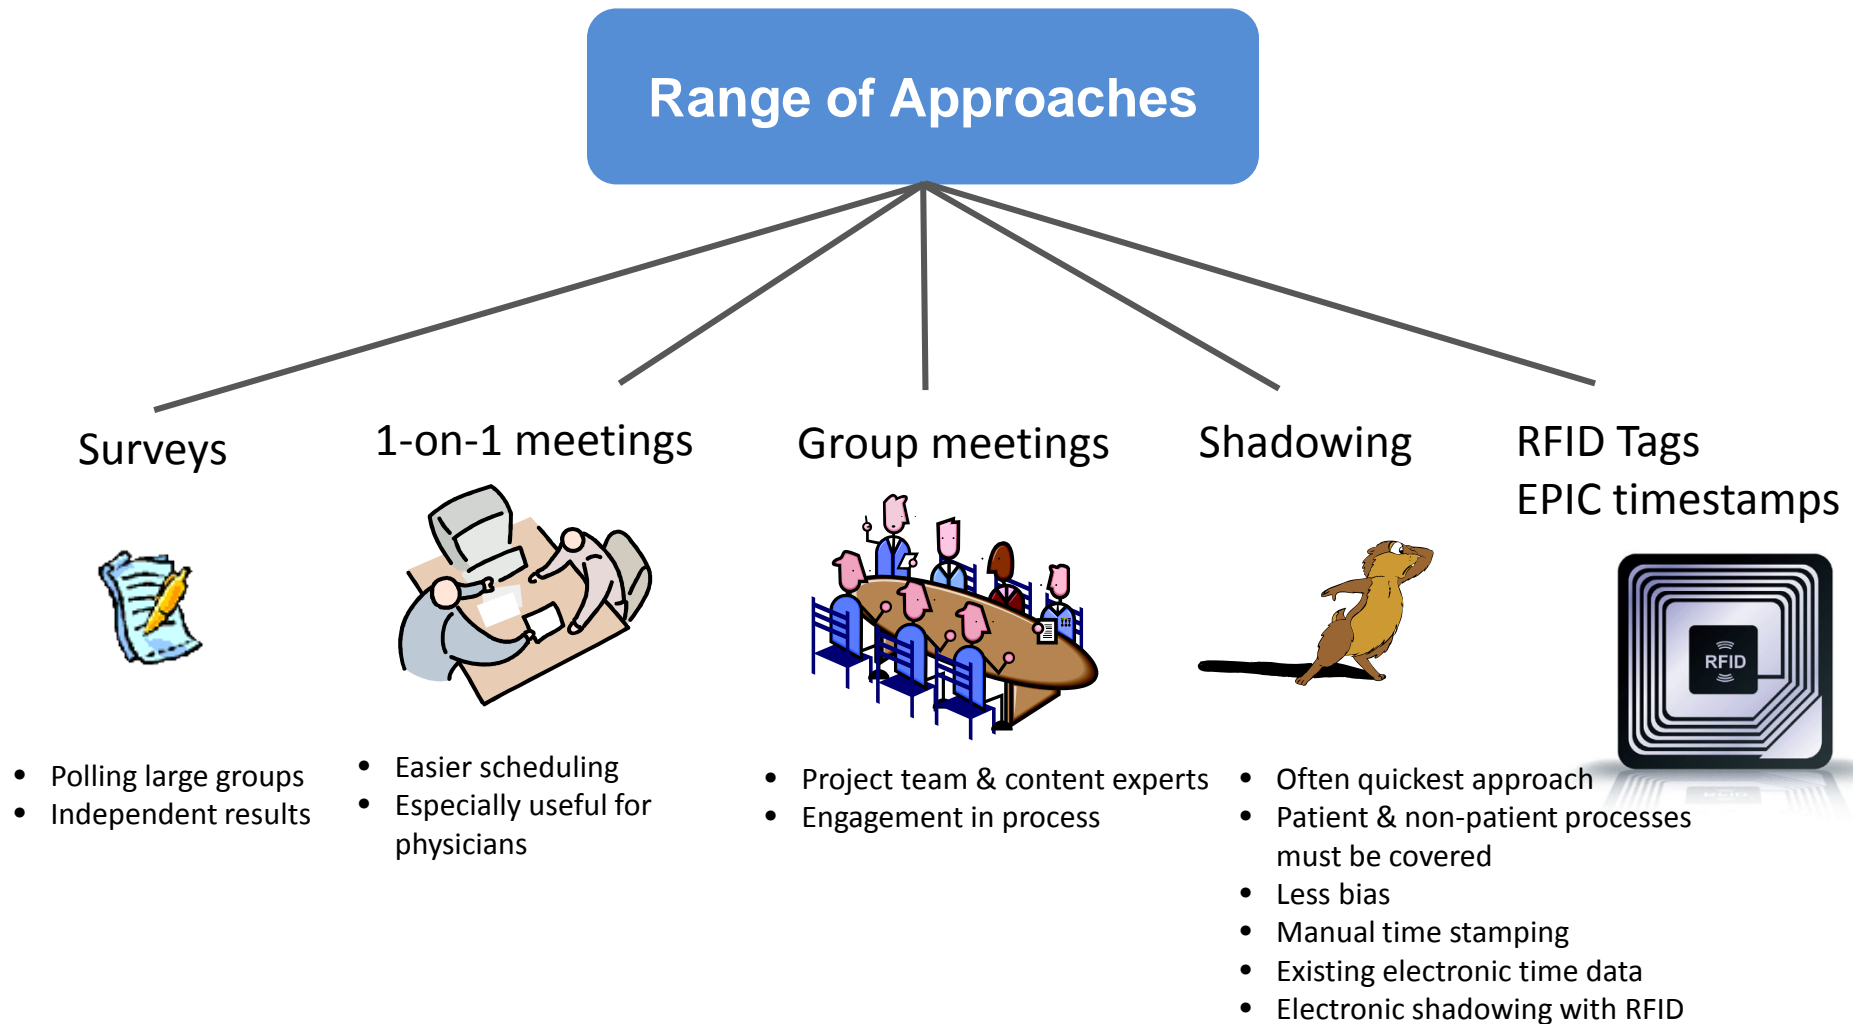 Range of Approaches
Surveys
1-on-1 meetings
Group meetings
Shadowing
RFID Tags
EPIC timestamps
RFID
• Polling large groups
• Independent results
• Easier scheduling
• Especially useful for
physicians
• Project team & content experts
• Engagement in process
• Often quickest approach
• Patient & non-patient processes
must be covered
• Less bias
• Manual time stamping
• Existing electronic time data
• Electronic shadowing with RFID